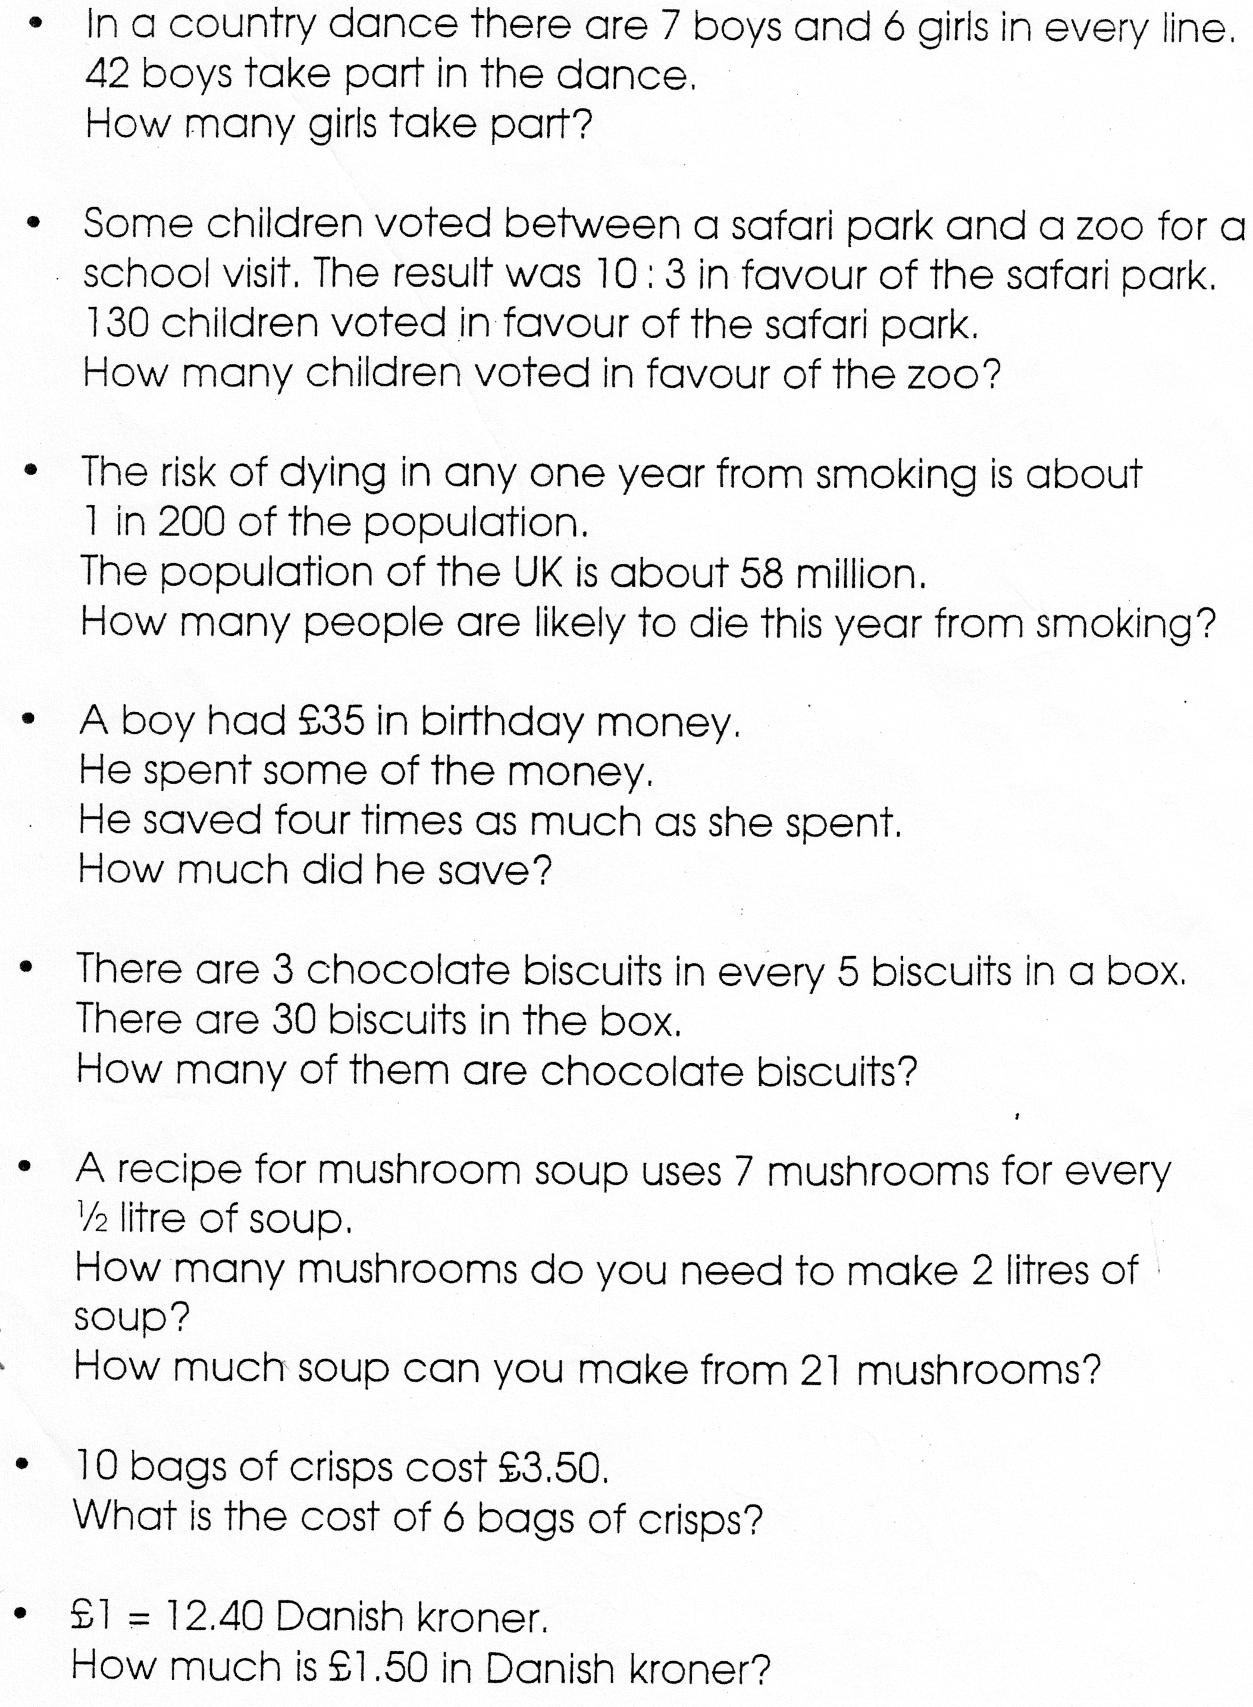 • In a country dance there are 7 boys and 6 girls in every line.
42 boys take part in the dance.
How many girls take part?
• Some children voted between a safari park and a zoo for a
school visit. The result was 10 : 3 in favour of the safari park.
130 children voted in favour of the safari park.
How many children voted in favour of the zoo?
• The risk of dying in any one year from smoking is about
1 in 200 of the population.
The population of the UK is about 58 million.
How many people are likely to die this year from smoking?
• A boy had £35 in birthday money.
He spent some of the money.
He saved four times as much as she spent.
How much did he save?
• There are 3 chocolate biscuits in every 5 biscuits in a box.
There are 30 biscuits in the box.
How many of them are chocolate biscuits?
• A recipe for mushroom soup uses 7 mushrooms for every
½ litre of soup.
How many mushrooms do you need to make 2 litres of
soup?
How much soup can you make from 21 mushrooms?
• 10 bags of crisps cost £3.50.
What is the cost of 6 bags of crisps?
• £1 = 12.40 Danish kroner.
How much is £1.50 in Danish kroner?